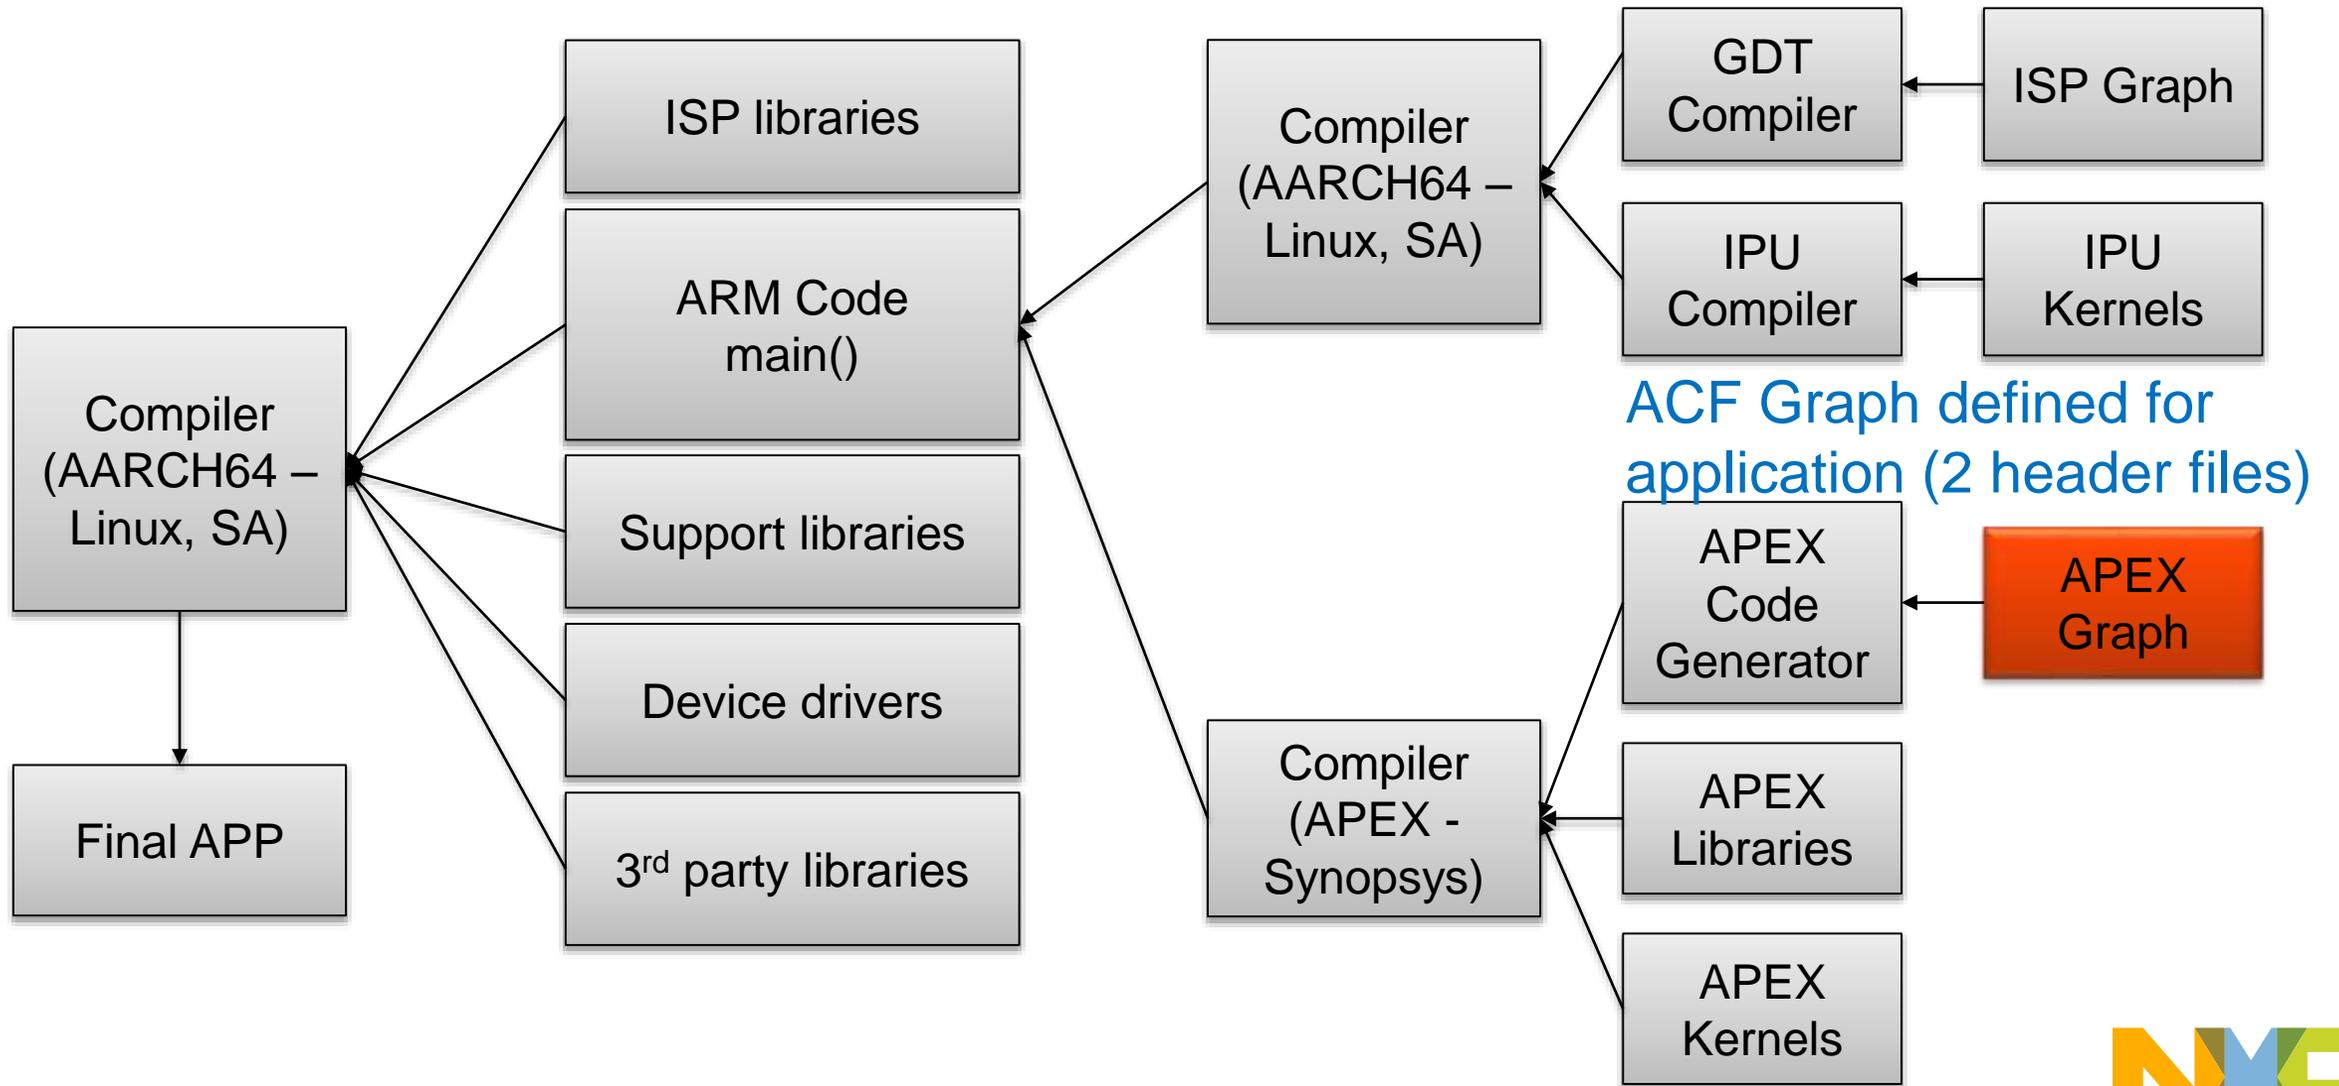 ISP libraries
ARM Code
main()
Support libraries
Device drivers
3rd party libraries
Compiler
(AARCH64 –
Linux, SA)
Final APP
Compiler
(AARCH64 –
Linux, SA)
Compiler
(APEX -
Synopsys)
GDT
Compiler
ISP Graph
IPU
Compiler
IPU
Kernels
ACF Graph defined for
application (2 header files)
APEX
Code
Generator
APEX
Graph
APEX
Libraries
APEX
Kernels